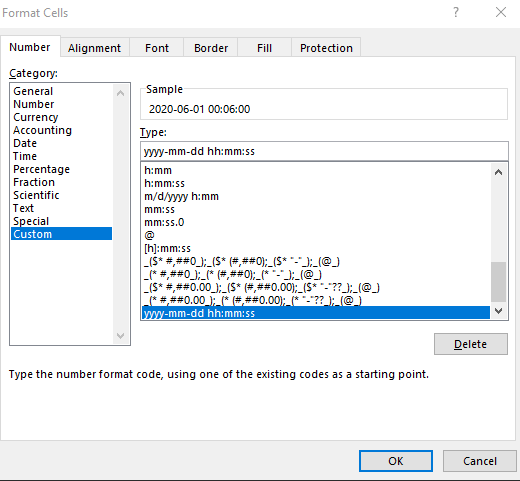 Format Cells
?
Number Alignment Font Border Fill Protection
Category:
General
Number
Currency
Accounting
Date
Time
Percentage
Fraction
Scientific
Text
Special
Custom
Sample
2020-06-01 00:06:00
Type:
yyyy-mm-dd hh:mm:ss
h:mm
h:mm:ss
m/d/yyyy h:mm
mm:ss
mm:ss.0
@
[h]:mm:ss
_($* #,##0_);_($* (#,##0);_($* "-"_);_(@_)
_(* #,##0_);_(* (#,##0);_(* "-"_);_(@_)
_($* #,##0.00_);_($* (#,##0.00);_($* "-"??_);_(@_)
_(* #,##0.00_);_(* (#,##0.00);_(* "-"??_);_(@_)
yyyy-mm-dd hh:mm:ss
Delete
Type the number format code, using one of the existing codes as a starting point.
OK Cancel